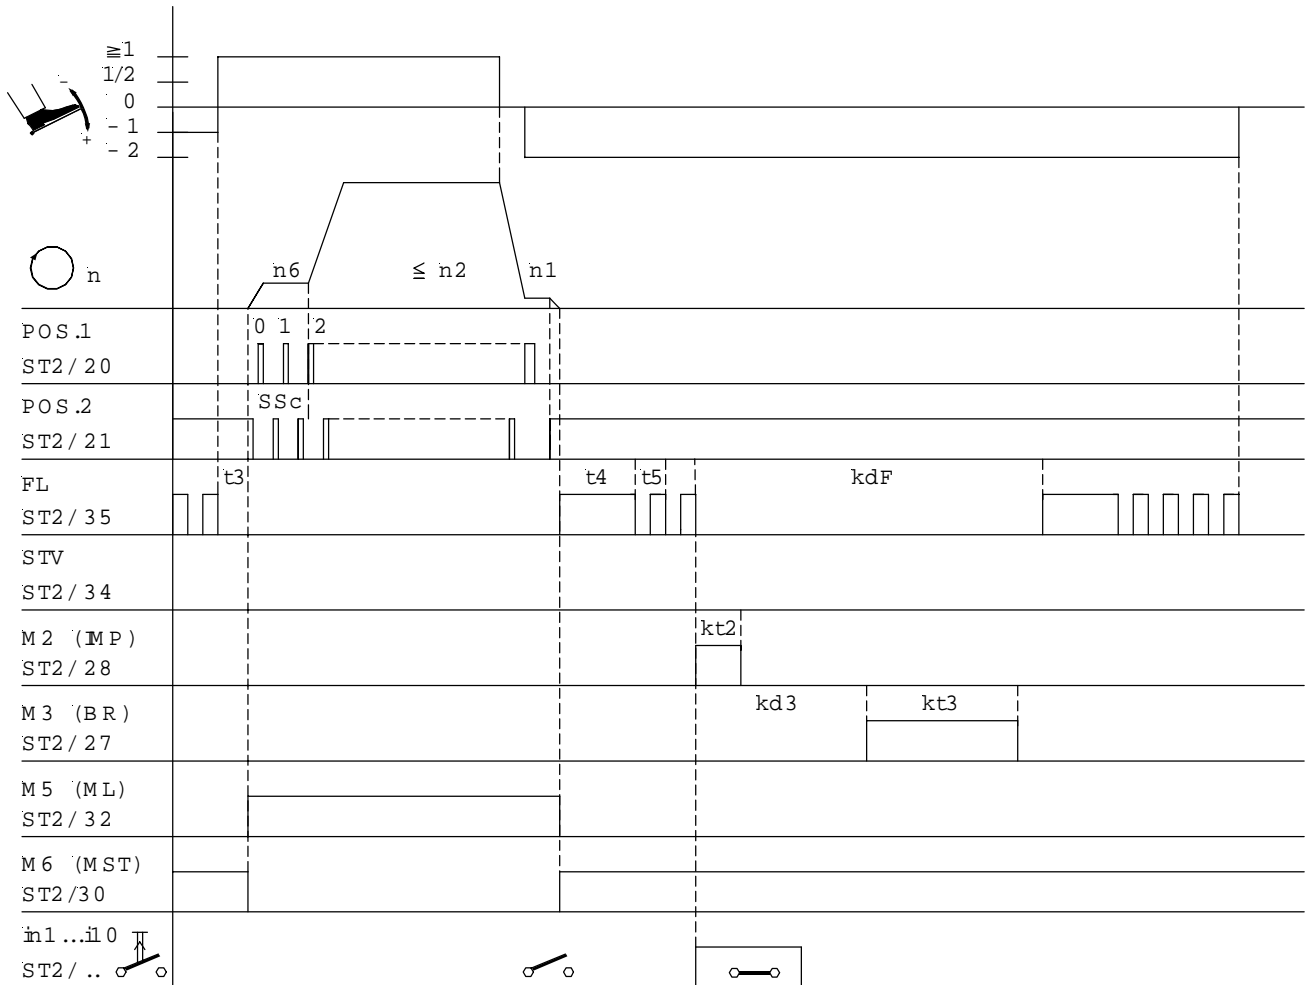 ≧1
1/2
-
0
-1
+
-2
n
n6
≦ n2
n1
POS.1
0 1 2
ST2/20
POS.2
SSc
ST2/21
FL
t3
t4
t5
kdF
ST2/35
STV
ST2/34
M2 (IMP)
kt2
ST2/28
M3 (BR)
kd3
kt3
ST2/27
M5 (ML)
ST2/32
M6 (MST)
ST2/30
in1...i10
ST2/..